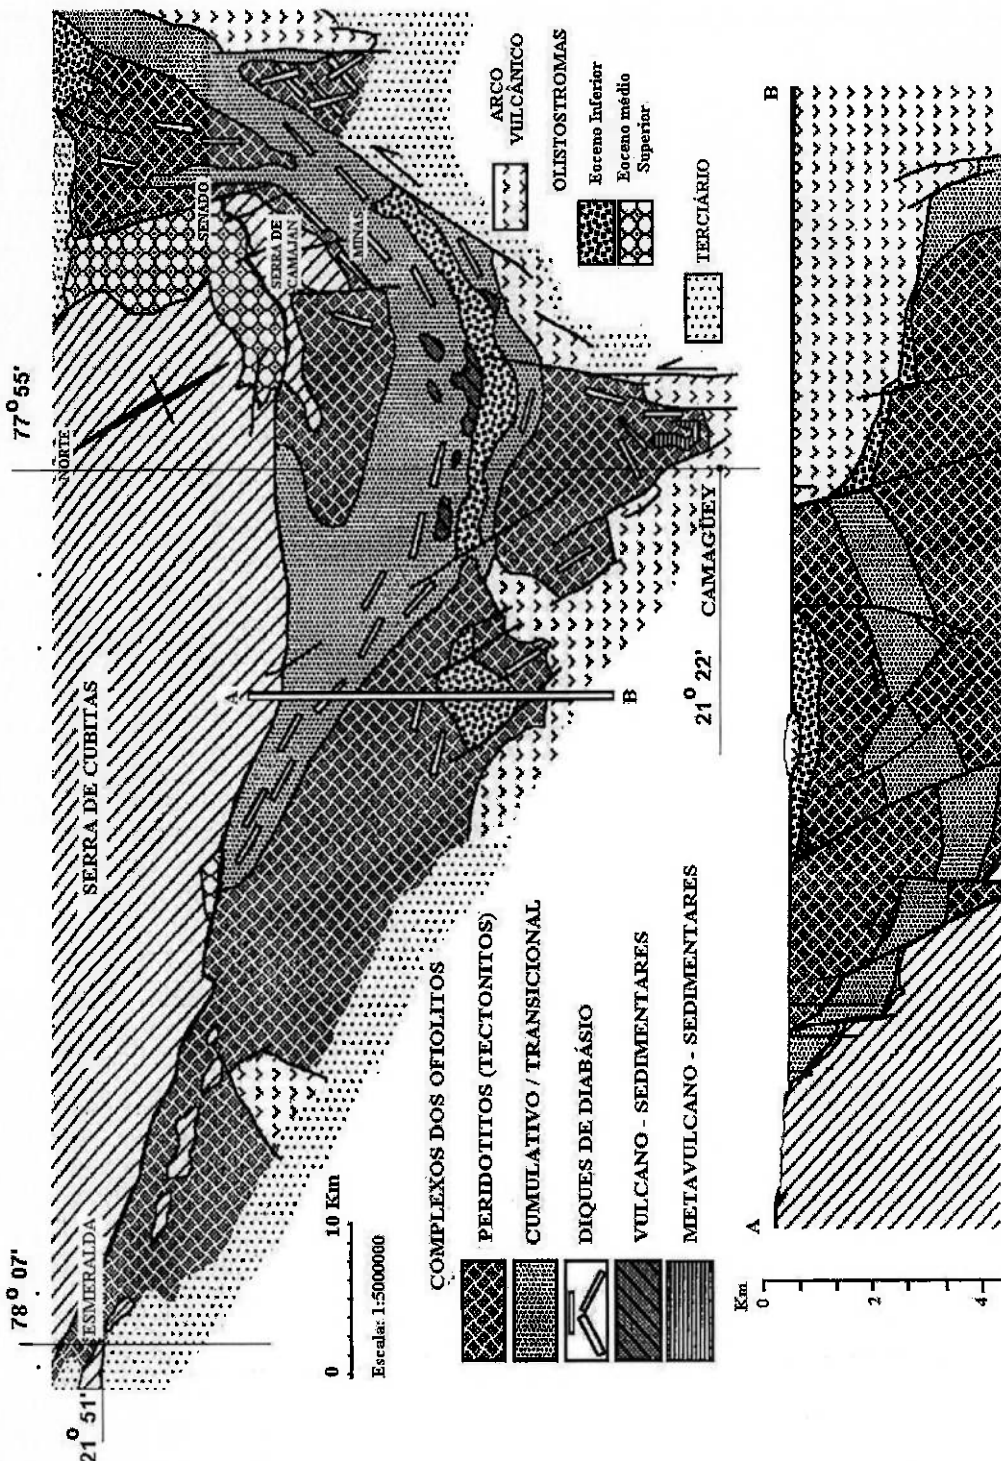 78° 07'
77° 55'
21° 51'
ESMERALDA
SERRA DE CUBITAS
NORTE
SENADO
SERRA DE
CAMAJAN
MINAS
A
B
21° 22'
CAMAGÜEY
0
10 Km
Escala: 1:5000000
COMPLEXOS DOS OFIOLITOS
PERIDOTITOS (TECTONITOS)
CUMULATIVO / TRANSICIONAL
DIQUES DE DIABÁSIO
VULCANO - SEDIMENTARES
METAVULCANO - SEDIMENTARES
ARCO
VULCÂNICO
OLISTOSTROMAS
Eoceno Inferior
Eoceno médio
Superior
TERCIÁRIO
A
B
Km
0
2
4